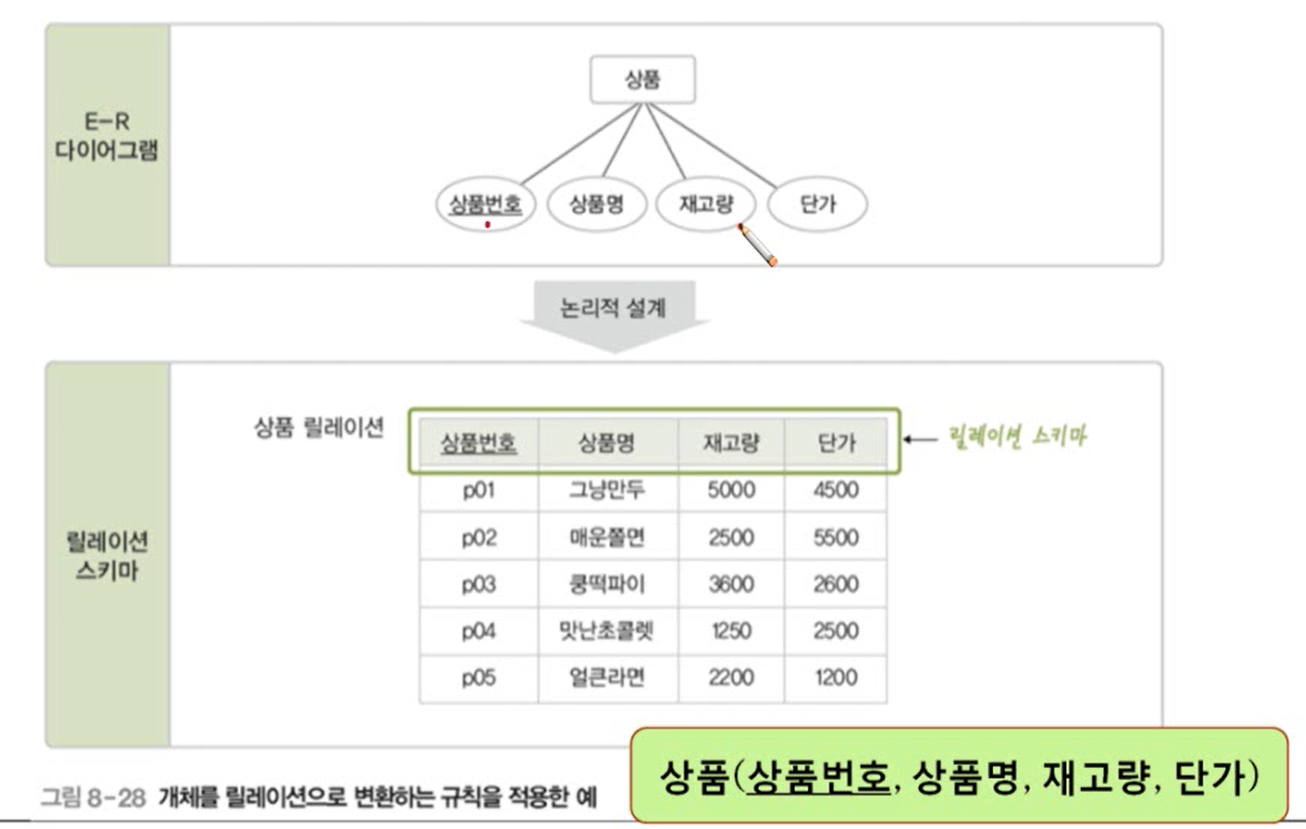 E-R
다이어그램
상품
상품번호 상품명 재고량 단가
논리적 설계
릴레이션
스키마
상품 릴레이션
상품번호 상품명 재고량 단가
릴레이션 스키마
p01 그냥만두 5000 4500
p02 매운쫄면 2500 5500
p03 쿵떡파이 3600 2600
p04 맛난초콜렛 1250 2500
p05 얼큰라면 2200 1200
상품(상품번호, 상품명, 재고량, 단가)
그림 8-28 개체를 릴레이션으로 변환하는 규칙을 적용한 예